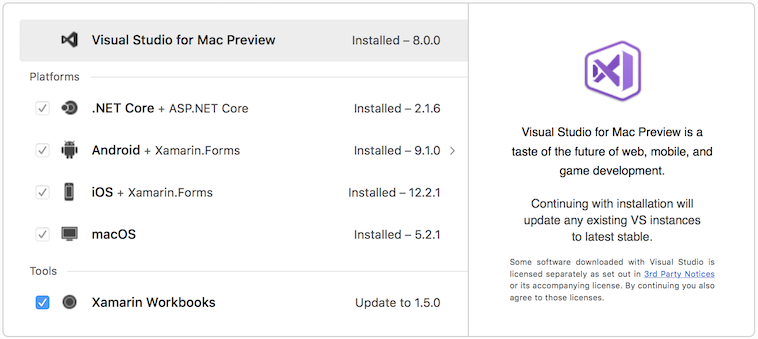 Visual Studio for Mac Preview Installed – 8.0.0
Platforms
.NET Core + ASP.NET Core Installed – 2.1.6
Android + Xamarin.Forms Installed – 9.1.0
iOS + Xamarin.Forms Installed – 12.2.1
macOS Installed – 5.2.1
Tools
Xamarin Workbooks Update to 1.5.0
Visual Studio for Mac Preview is a
taste of the future of web, mobile, and
game development.
Continuing with installation will
update any existing VS instances
to latest stable.
Some software downloaded with Visual Studio is
licensed separately as set out in 3rd Party Notices
or its accompanying license. By continuing you also
agree to those licenses.